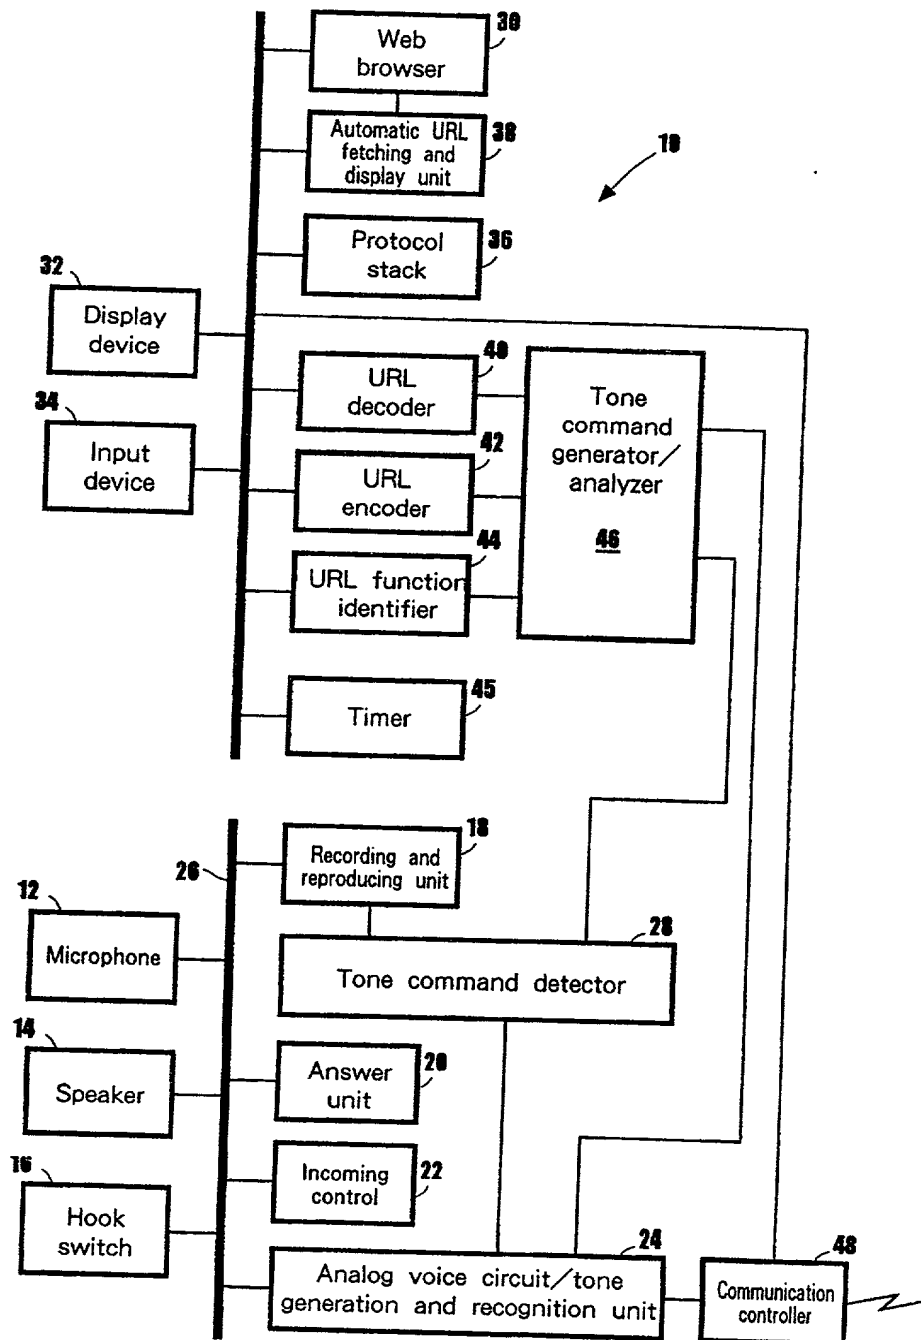 30
Web
browser
Automatic URL
fetching and
display unit
38
10
Protocol
stack
36
32
Display
device
34
Input
device
URL
decoder
40
Tone
command
generator/
analyzer
46
URL
encoder
42
URL function
identifier
44
Timer
45
26
Recording and
reproducing unit
18
12
Microphone
Tone command detector
28
14
Speaker
Answer
unit
20
16
Hook
switch
Incoming
control
22
Analog voice circuit/tone
generation and recognition unit
24
Communication
controller
48